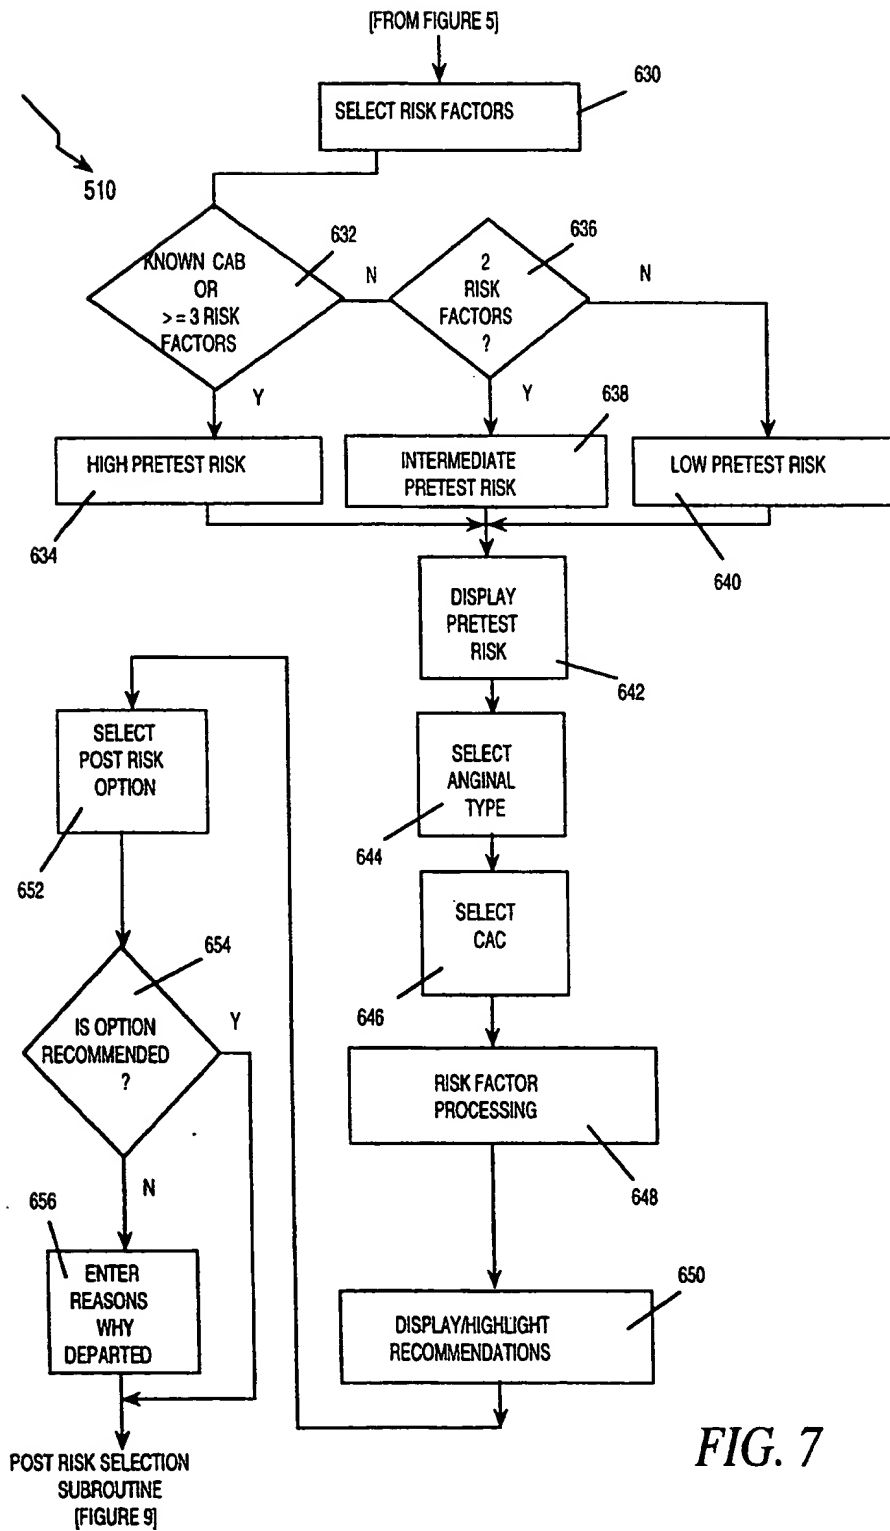 [FROM FIGURE 5]
630
SELECT RISK FACTORS
510
632
636
KNOWN CAB
OR
> = 3 RISK
FACTORS
N
2
RISK
FACTORS
?
N
Y
Y
638
HIGH PRETEST RISK
INTERMEDIATE
PRETEST RISK
LOW PRETEST RISK
634
640
DISPLAY
PRETEST
RISK
642
SELECT
POST RISK
OPTION
SELECT
ANGINAL
TYPE
644
652
SELECT
CAC
654
646
IS OPTION
RECOMMENDED
?
Y
RISK FACTOR
PROCESSING
N
648
656
ENTER
REASONS
WHY
DEPARTED
650
DISPLAY/HIGHLIGHT
RECOMMENDATIONS
POST RISK SELECTION
SUBROUTINE
[FIGURE 9]
FIG. 7